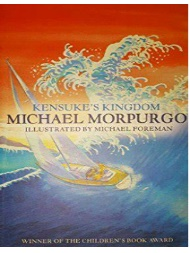 KENSUKE'S KINGDOM
MICHAEL MORPURGO
ILLUSTRATED BY MICHAEL FOREMAN
WINNER OF THE CHILDREN'S BOOK AWARD